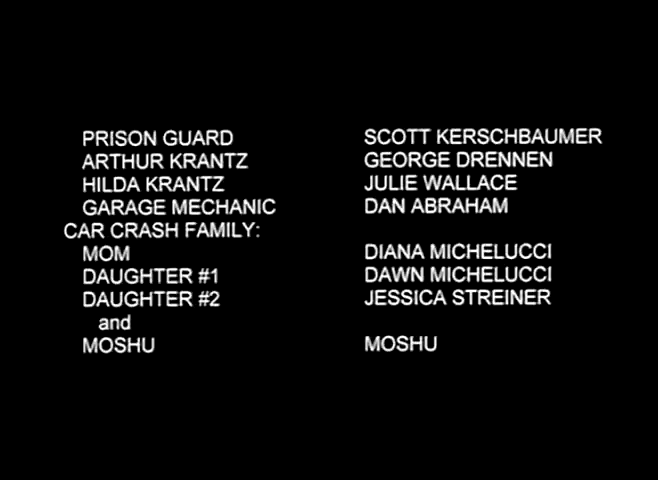 PRISON GUARD SCOTT KERSCHBAUMER
ARTHUR KRANTZ GEORGE DRENNEN
HILDA KRANTZ JULIE WALLACE
GARAGE MECHANIC DAN ABRAHAM
CAR CRASH FAMILY:
MOM DIANA MICHELUCCI
DAUGHTER #1 DAWN MICHELUCCI
DAUGHTER #2 JESSICA STREINER
and
MOSHU MOSHU